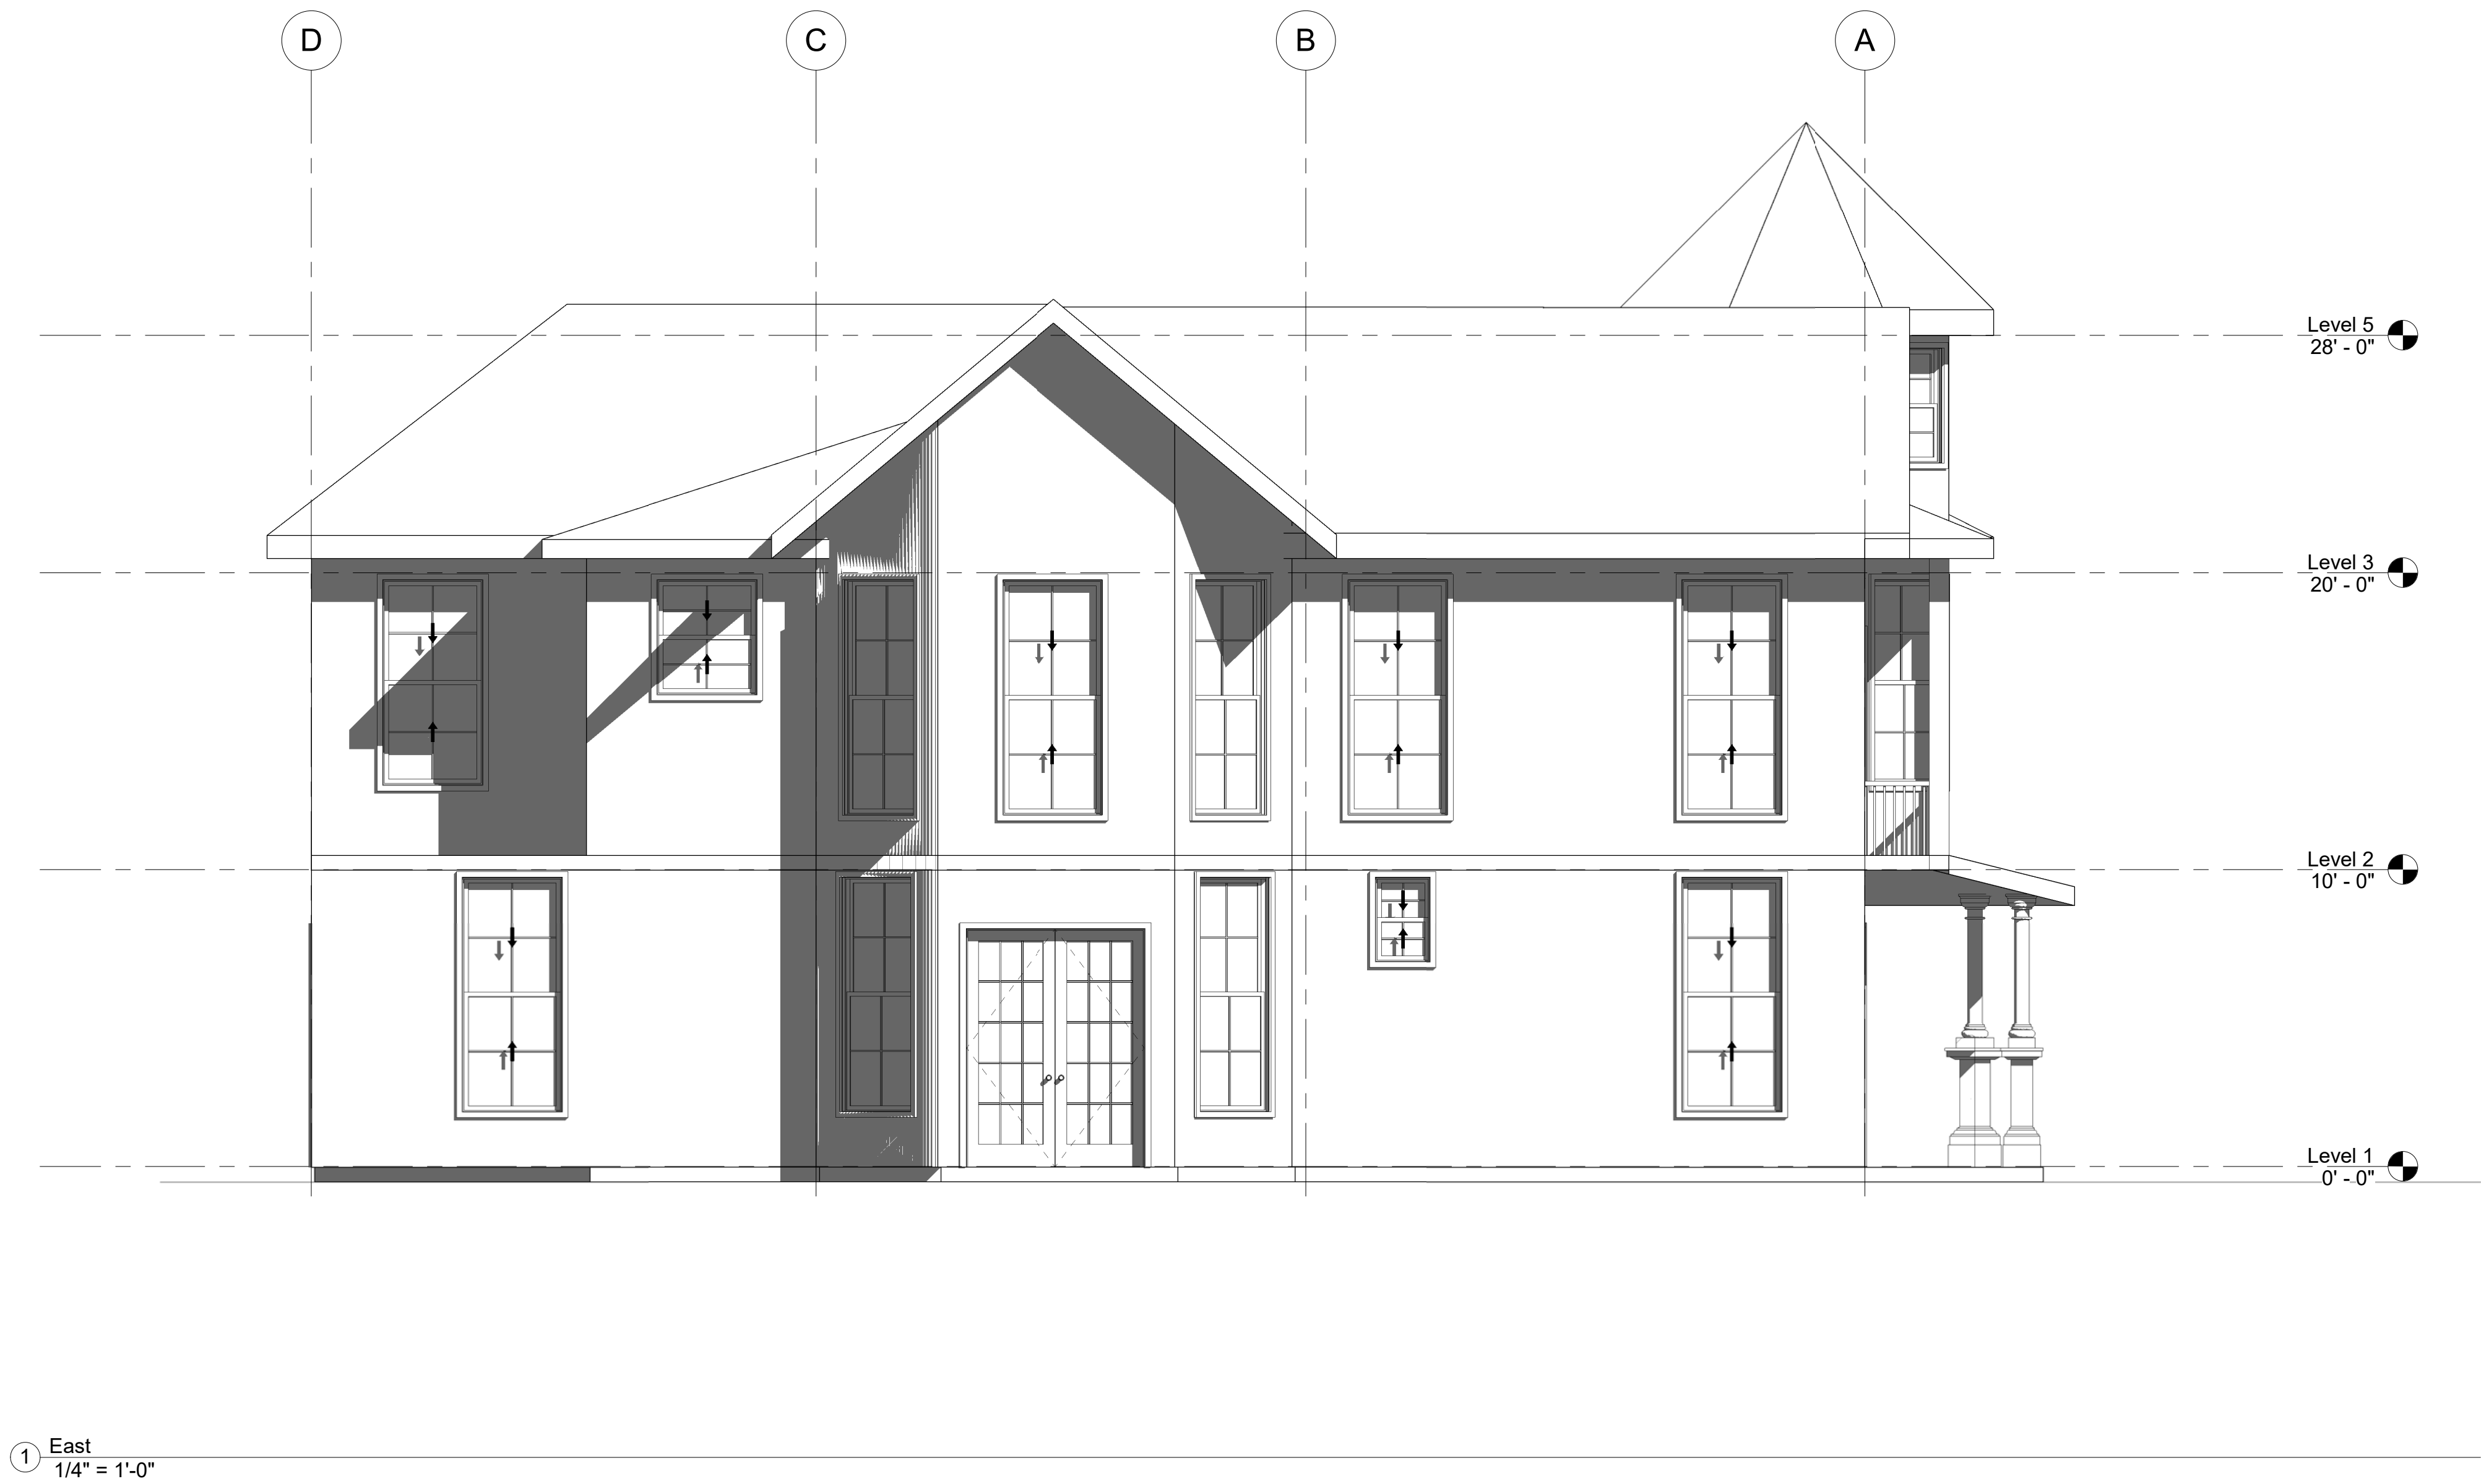 D
C
B
A
Level 5
28' - 0"
Level 3
20' - 0"
Level 2
10' - 0"
Level 1
0' - 0"
1
East
1/4" = 1'-0"